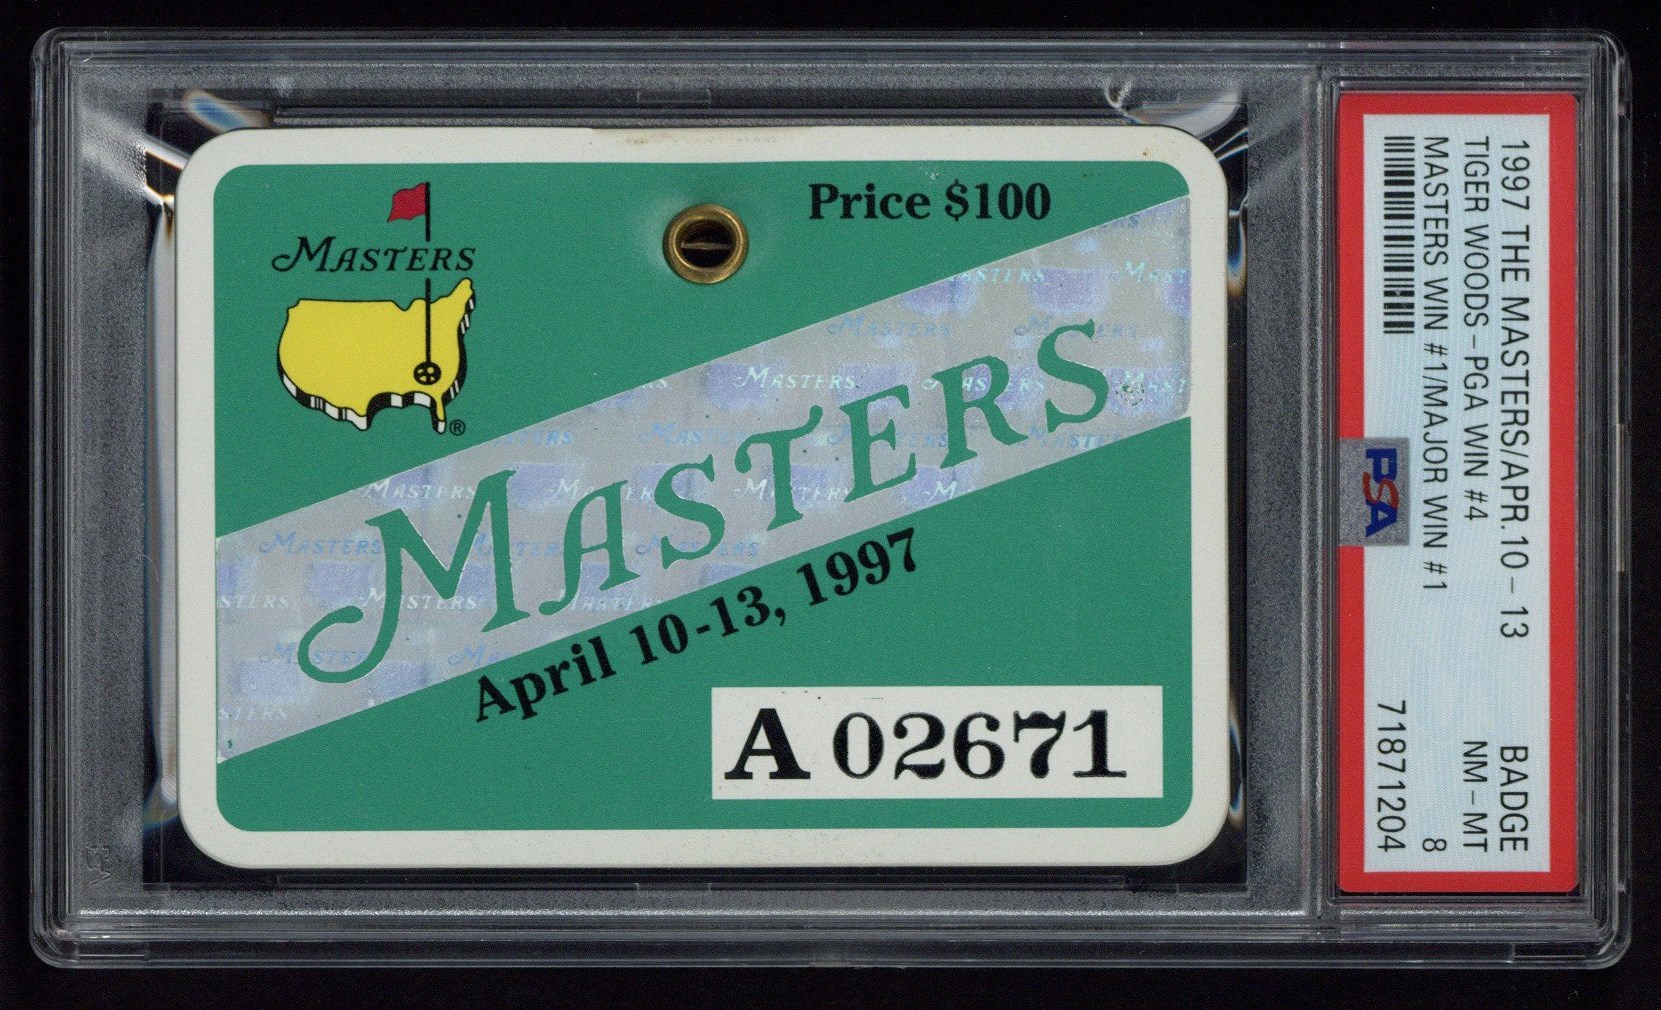 MASTERS
®
Price $100
MASTERS
April 10-13, 1997
A 02671
1997 THE MASTERS/APR.10-13 BADGE
TIGER WOODS-PGA WIN #4 NM-MT
MASTERS WIN #1/MAJOR WIN #1 8
71871204
PSA